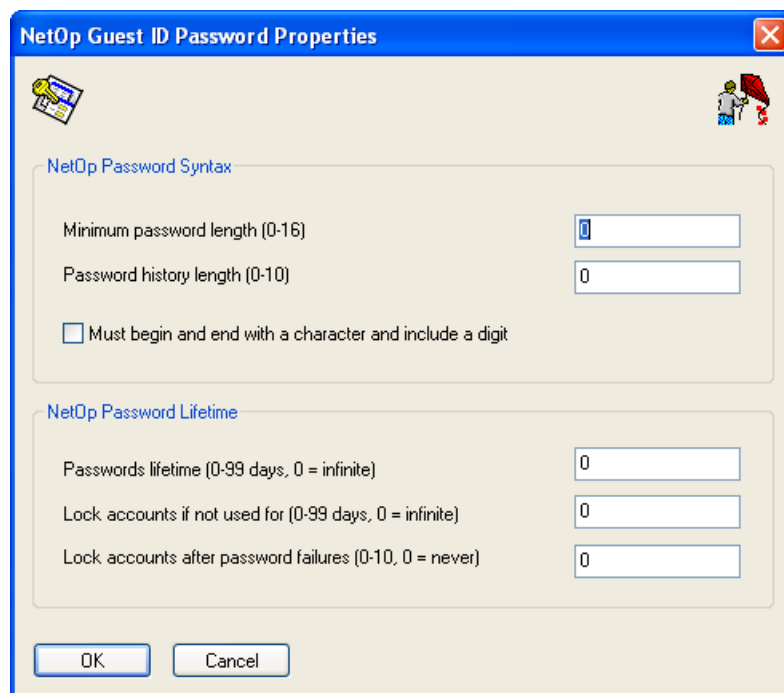 NetOp Guest ID Password Properties
NetOp Password Syntax
Minimum password length (0-16) 0
Password history length (0-10) 0
Must begin and end with a character and include a digit
NetOp Password Lifetime
Passwords lifetime (0-99 days, 0 = infinite) 0
Lock accounts if not used for (0-99 days, 0 = infinite) 0
Lock accounts after password failures (0-10, 0 = never) 0
OK Cancel